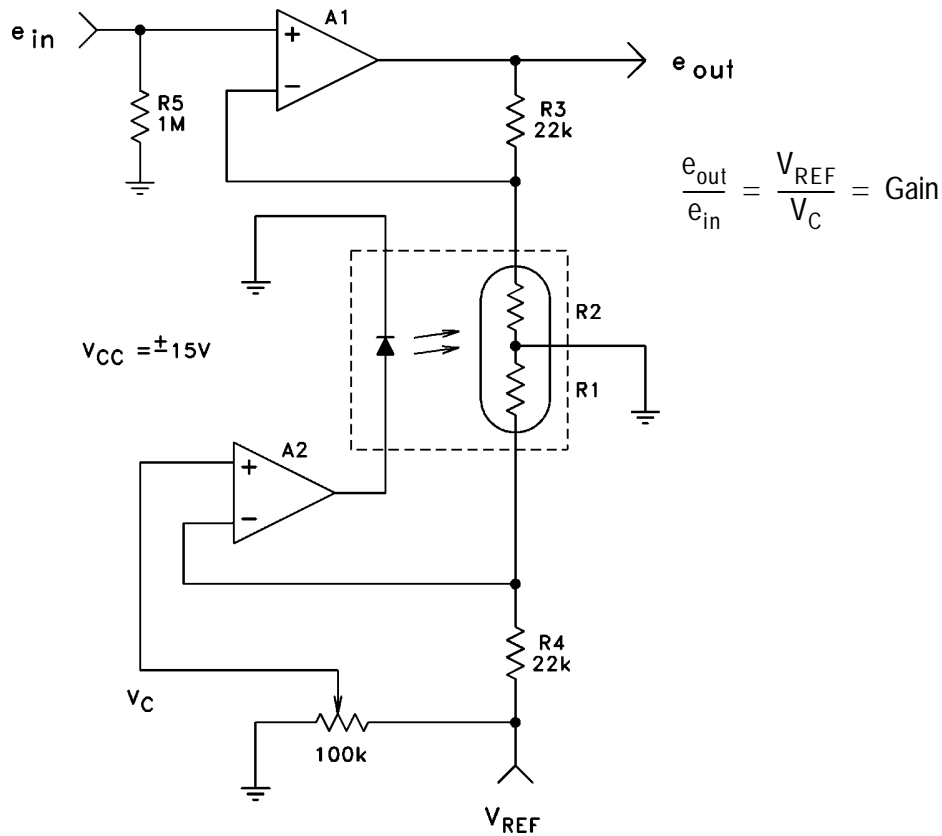 A1
e in
+
−
e out
R5
1M
R3
22k
e_out / e_in = V_REF / V_C = Gain
R2
V_CC = ±15V
R1
A2
+
−
R4
22k
V_C
100k
V_REF